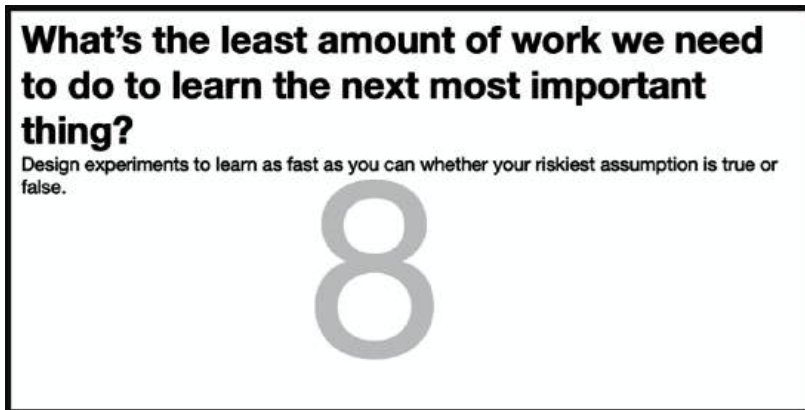 What's the least amount of work we need
to do to learn the next most important
thing?
Design experiments to learn as fast as you can whether your riskiest assumption is true or
false.
8